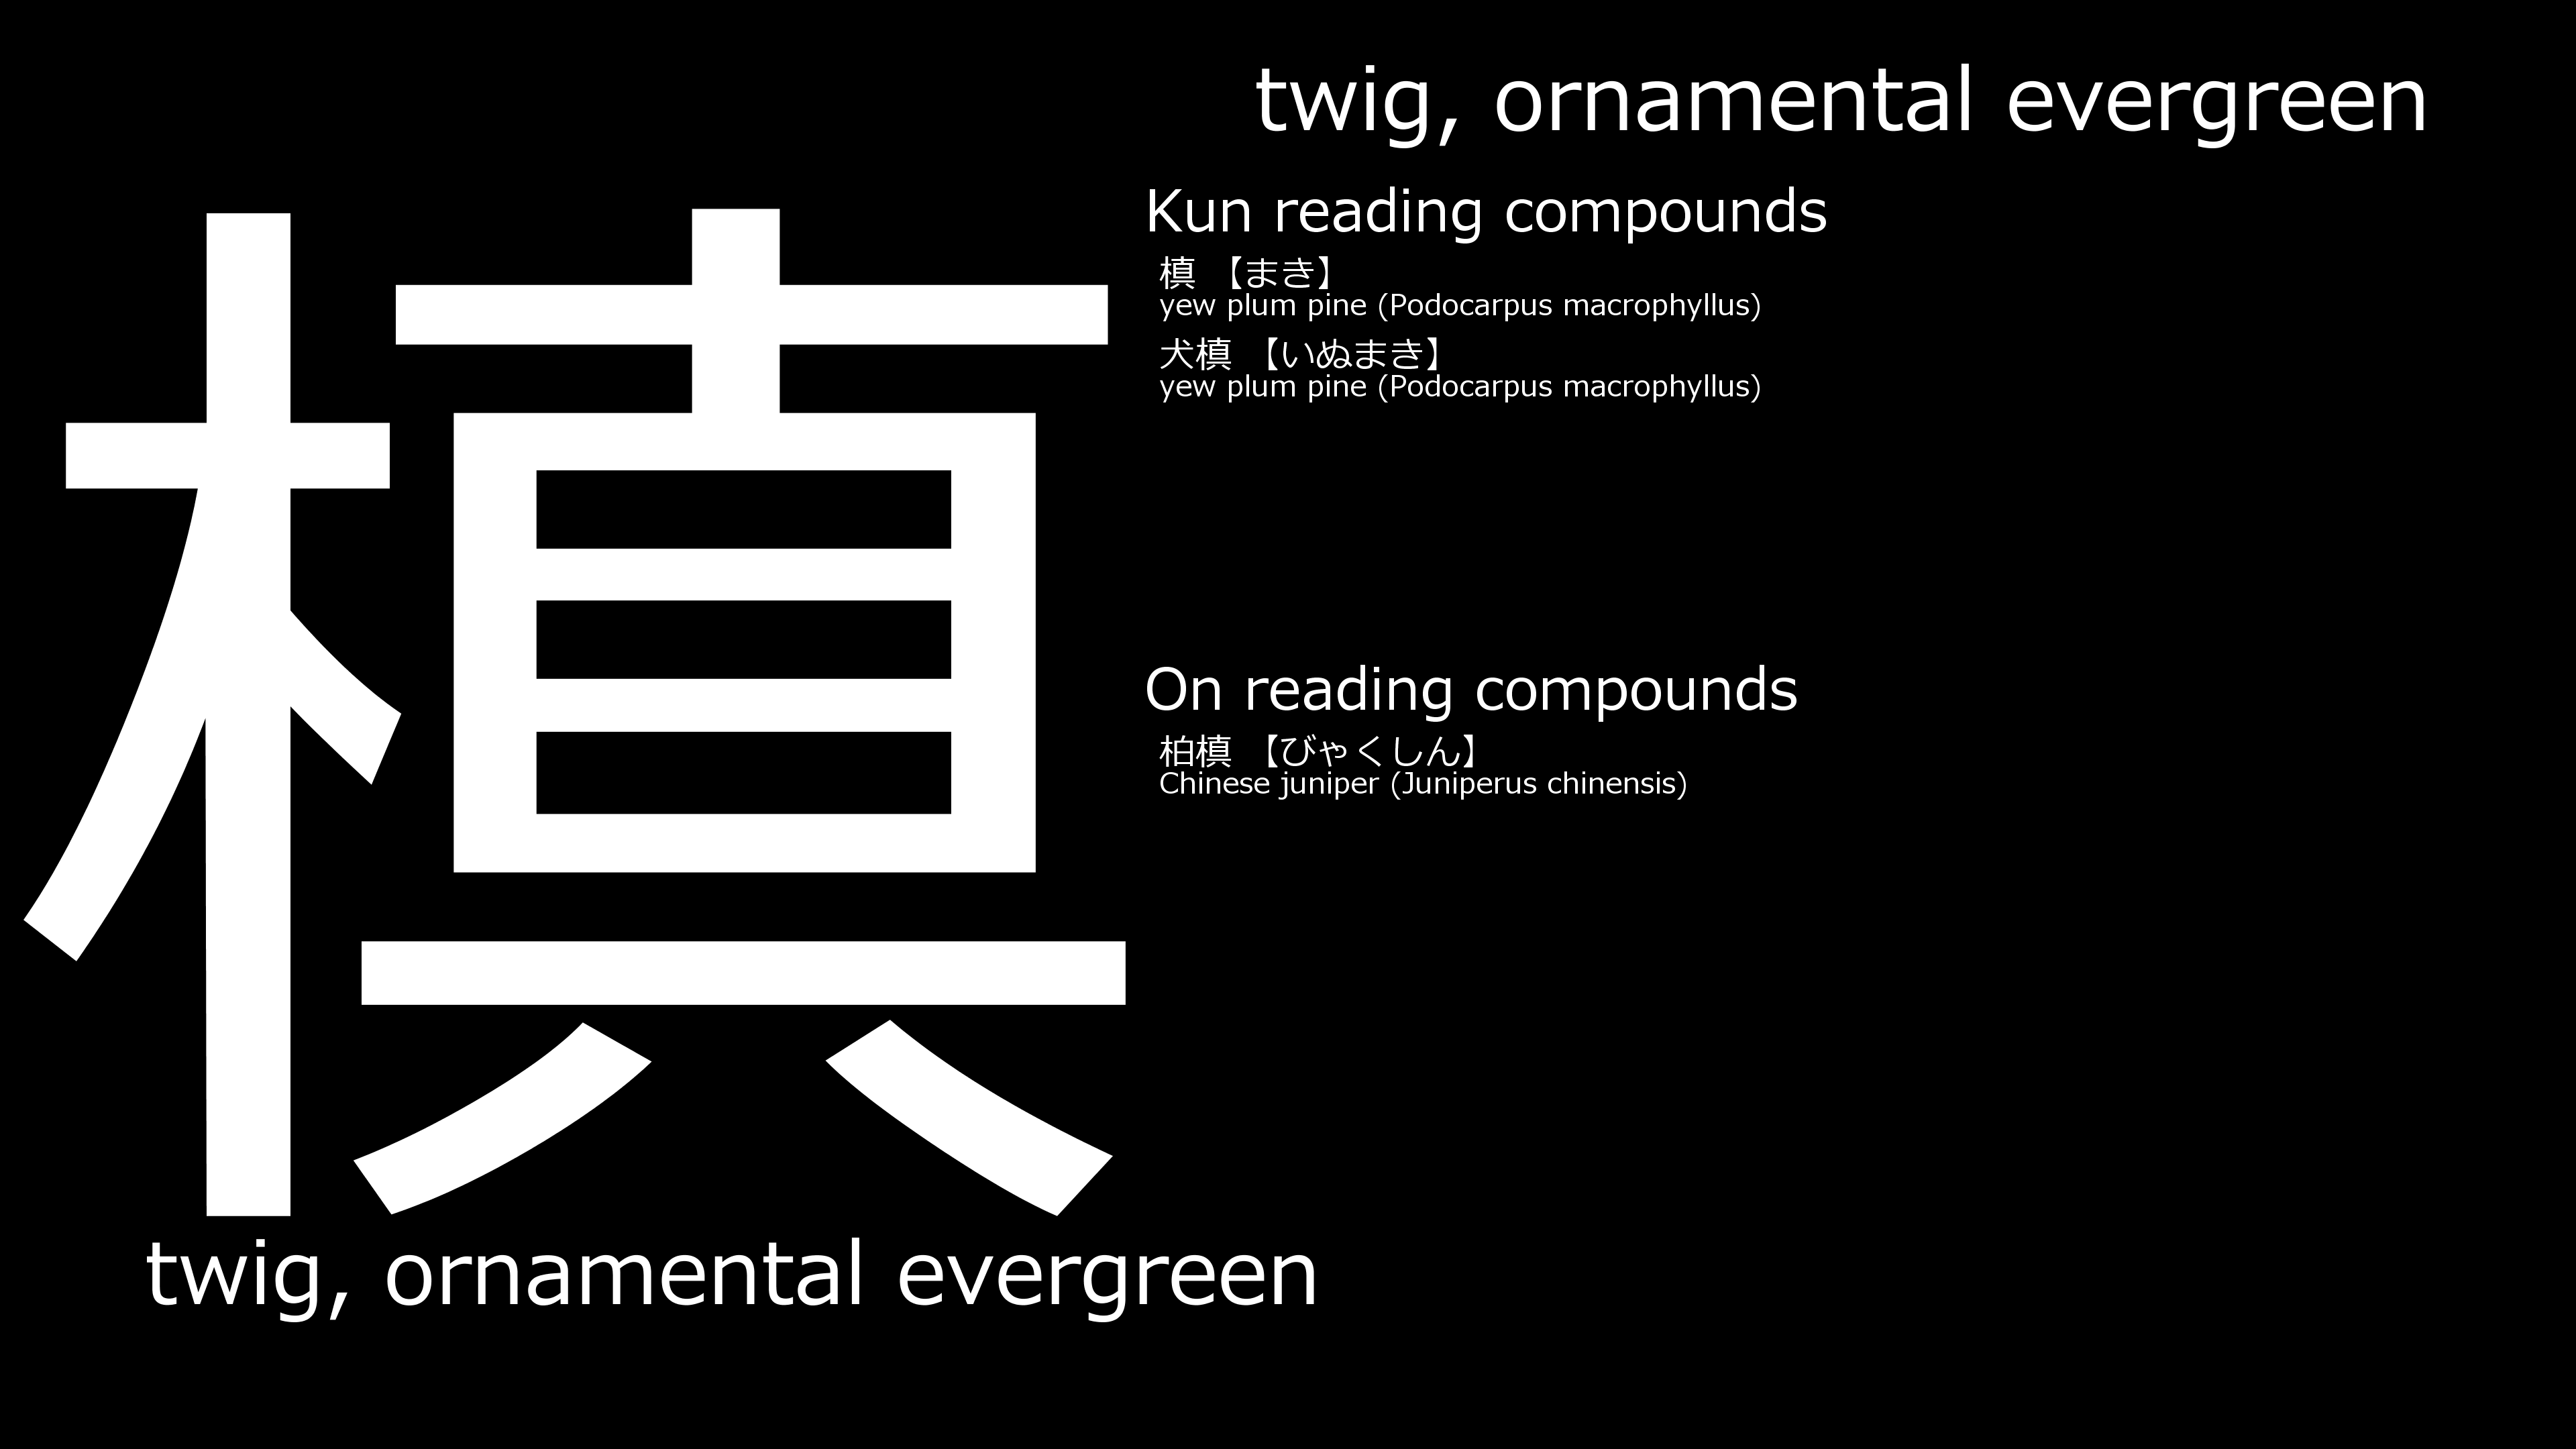 槙
twig, ornamental evergreen
twig, ornamental evergreen
Kun reading compounds
槙 【まき】
yew plum pine (Podocarpus macrophyllus)
犬槙 【いぬまき】
yew plum pine (Podocarpus macrophyllus)
On reading compounds
柏槙 【びゃくしん】
Chinese juniper (Juniperus chinensis)